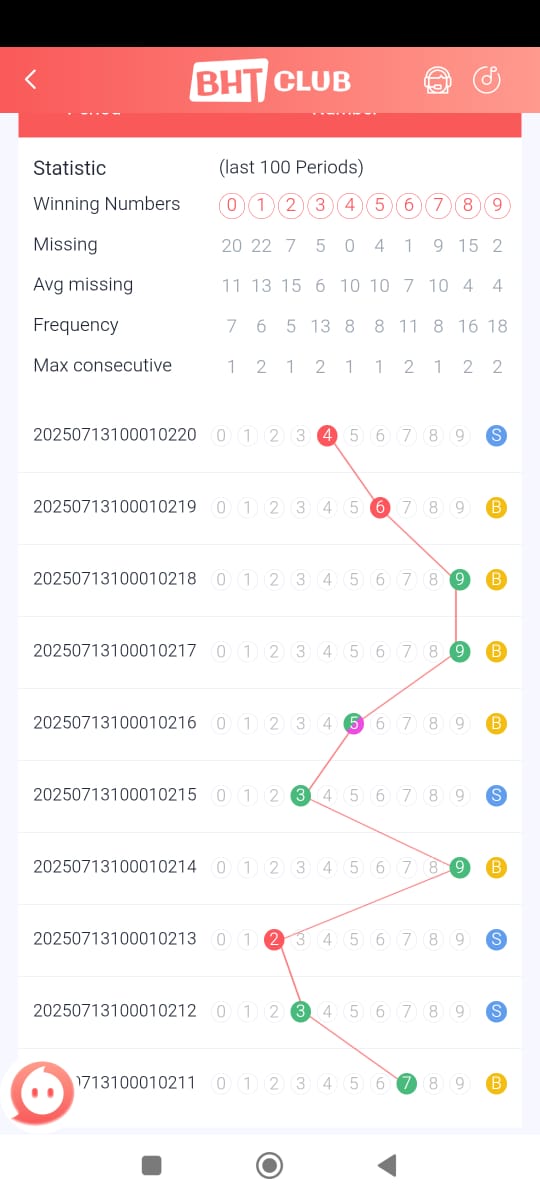 BHT CLUB
Statistic (last 100 Periods)
Winning Numbers 0 1 2 3 4 5 6 7 8 9
Missing 20 22 7 5 0 4 1 9 15 2
Avg missing 11 13 15 6 10 10 7 10 4 4
Frequency 7 6 5 13 8 8 11 8 16 18
Max consecutive 1 2 1 2 1 1 2 1 2 2
20250713100010220 0 1 2 3 4 5 6 7 8 9 S
20250713100010219 0 1 2 3 4 5 6 7 8 9 B
20250713100010218 0 1 2 3 4 5 6 7 8 9 B
20250713100010217 0 1 2 3 4 5 6 7 8 9 B
20250713100010216 0 1 2 3 4 5 6 7 8 9 B
20250713100010215 0 1 2 3 4 5 6 7 8 9 S
20250713100010214 0 1 2 3 4 5 6 7 8 9 B
20250713100010213 0 1 2 3 4 5 6 7 8 9 S
20250713100010212 0 1 2 3 4 5 6 7 8 9 S
713100010211 0 1 2 3 4 5 6 7 8 9 B